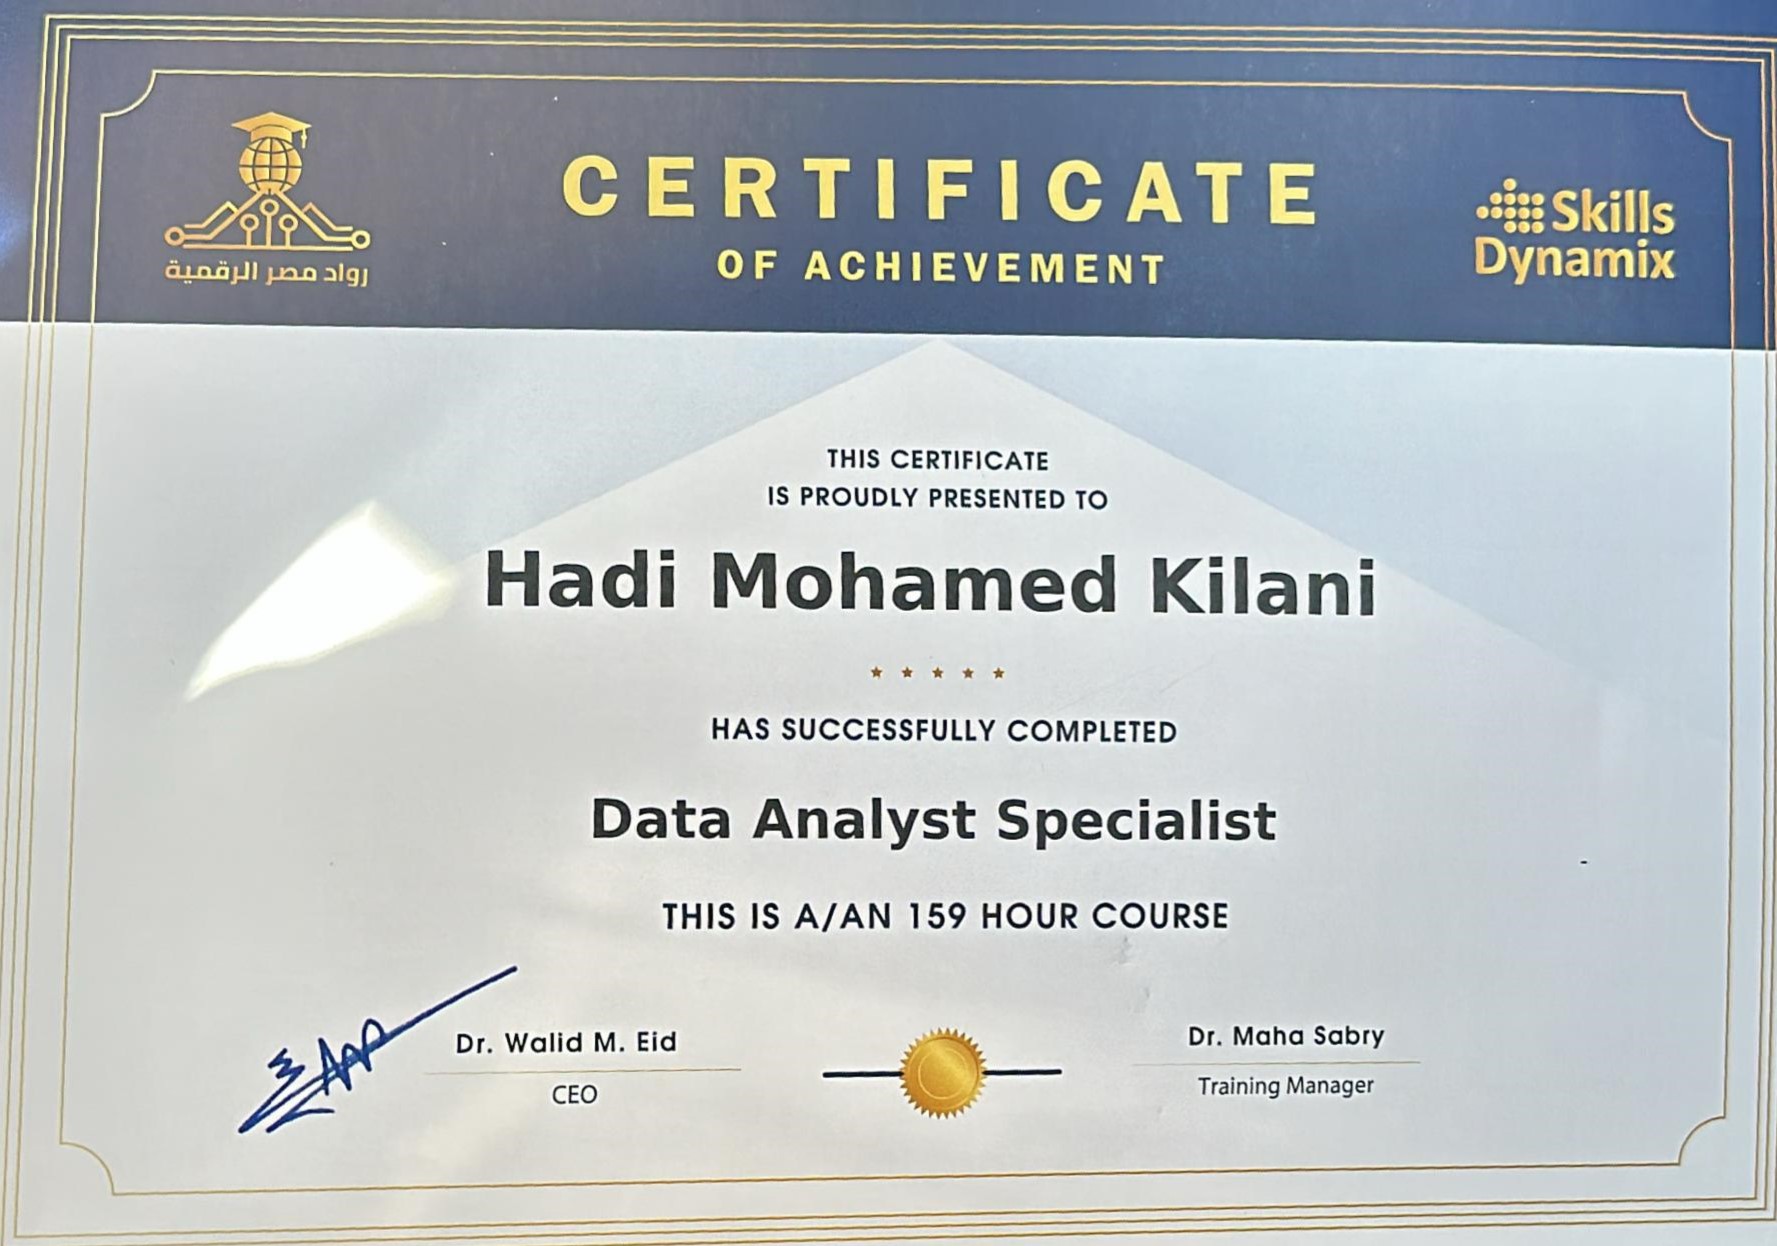 رواد مصر الرقمية
CERTIFICATE
OF ACHIEVEMENT
Skills
Dynamix
THIS CERTIFICATE
IS PROUDLY PRESENTED TO
Hadi Mohamed Kilani
HAS SUCCESSFULLY COMPLETED
Data Analyst Specialist
THIS IS A/AN 159 HOUR COURSE
Dr. Walid M. Eid
CEO
Dr. Maha Sabry
Training Manager